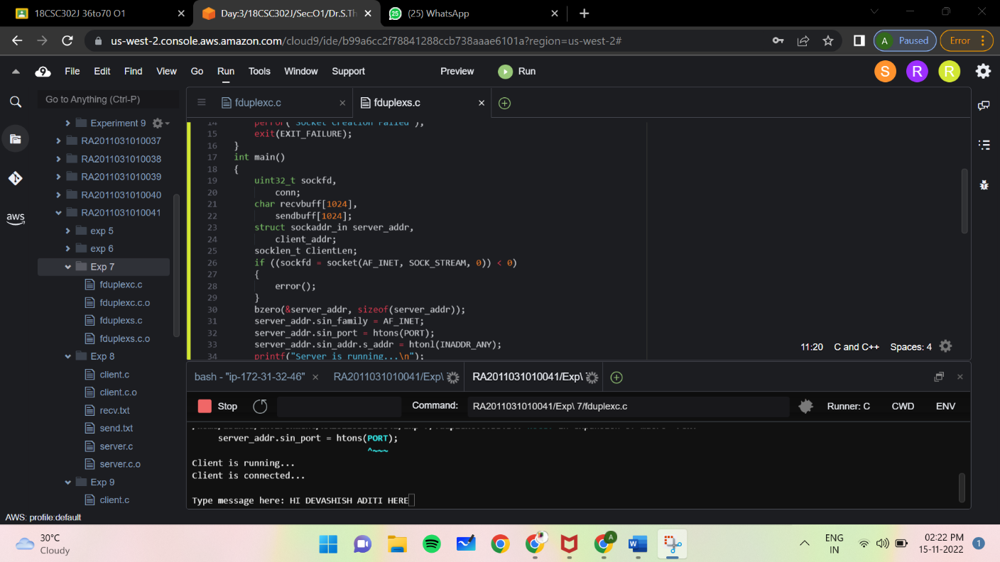 18CSC302J 36to70 O1
Day:3/18CSC302J/Sec:O1/Dr.S.Th
(25) WhatsApp
us-west-2.console.aws.amazon.com/cloud9/ide/b99a6cc2f78841288ccb738aaae6101a?region=us-west-2#
A Paused
Error
9 File Edit Find View Go Run Tools Window Support Preview Run
S R R
Go to Anything (Ctrl-P)
Experiment 9
RA2011031010037
RA2011031010038
RA2011031010039
RA2011031010040
RA2011031010041
exp 5
exp 6
Exp 7
fduplexc.c
fduplexc.c.o
fduplexs.c
fduplexs.c.o
Exp 8
client.c
client.c.o
recv.txt
send.txt
server.c
server.c.o
Exp 9
client.c
aws
AWS: profile:default
fduplexc.c
fduplexs.c
14 perror("Socket Creation Failed");
15 exit(EXIT_FAILURE);
16 }
17 int main()
18 {
19 uint32_t sockfd,
20 conn;
21 char recvbuff[1024],
22 sendbuff[1024];
23 struct sockaddr_in server_addr,
24 client_addr;
25 socklen_t ClientLen;
26 if ((sockfd = socket(AF_INET, SOCK_STREAM, 0)) < 0)
27 {
28 error();
29 }
30 bzero(&server_addr, sizeof(server_addr));
31 server_addr.sin_family = AF_INET;
32 server_addr.sin_port = htons(PORT);
33 server_addr.sin_addr.s_addr = htonl(INADDR_ANY);
34 printf("Server is running...\n");
11:20 C and C++ Spaces: 4
bash - "ip-172-31-32-46"
RA2011031010041/Exp\
RA2011031010041/Exp\
Stop
Command: RA2011031010041/Exp\ 7/fduplexc.c
Runner: C CWD ENV
server_addr.sin_port = htons(PORT);
^~~~
Client is running...
Client is connected...
Type message here: HI DEVASHISH ADITI HERE
30°C
Cloudy
A
ENG
IN
02:22 PM
15-11-2022
1